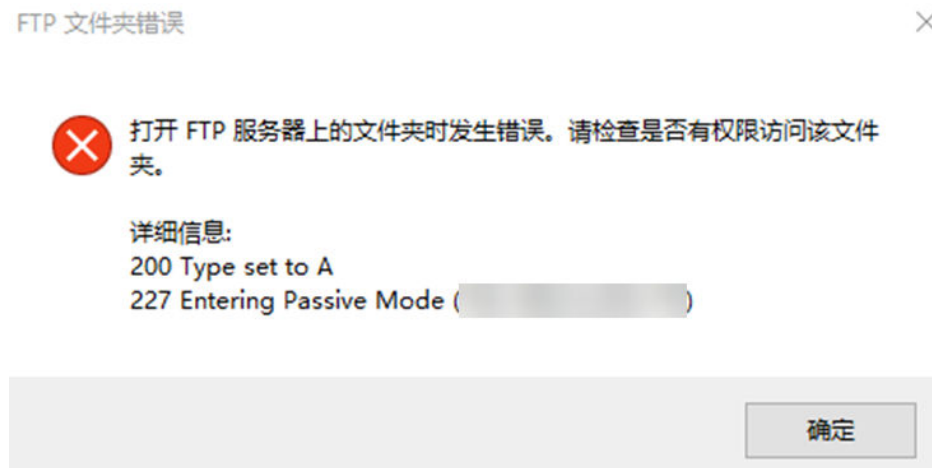 FTP 文件夹错误
打开 FTP 服务器上的文件夹时发生错误。请检查是否有权限访问该文件
夹。
详细信息:
200 Type set to A
227 Entering Passive Mode ( )
确定